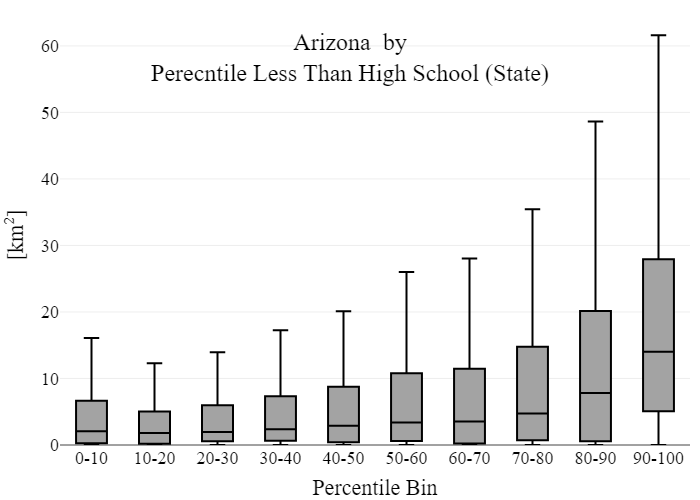 Arizona by
Perecntile Less Than High School (State)
60
50
40
30
20
10
0
[km²]
0-10 10-20 20-30 30-40 40-50 50-60 60-70 70-80 80-90 90-100
Percentile Bin